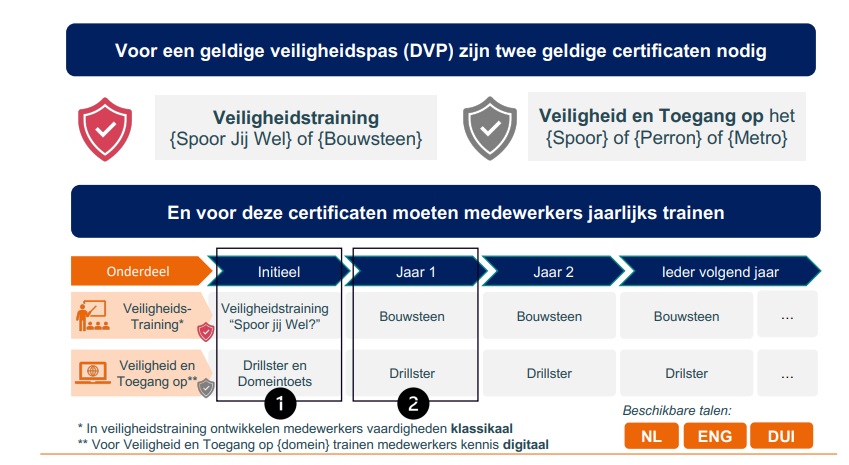 Voor een geldige veiligheidspas (DVP) zijn twee geldige certificaten nodig
Veiligheidstraining
{Spoor Jij Wel} of {Bouwsteen}
Veiligheid en Toegang op het
{Spoor} of {Perron} of {Metro}
En voor deze certificaten moeten medewerkers jaarlijks trainen
Onderdeel
Initieel
Jaar 1
Jaar 2
Ieder volgend jaar
Veiligheids-
Training*
Veiligheidstraining
“Spoor jij Wel?”
Bouwsteen
Bouwsteen
Bouwsteen
...
Veiligheid en
Toegang op**
Drillster en
Domeintoets
Drillster
Drillster
Drilster
...
1
2
* In veiligheidstraining ontwikkelen medewerkers vaardigheden klassikaal
** Voor Veiligheid en Toegang op {domein} trainen medewerkers kennis digitaal
Beschikbare talen:
NL
ENG
DUI